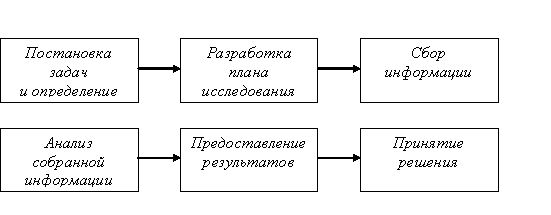 Постановка
задач
и определение
Разработка
плана
исследования
Сбор
информации
Анализ
собранной
информации
Предоставление
результатов
Принятие
решения